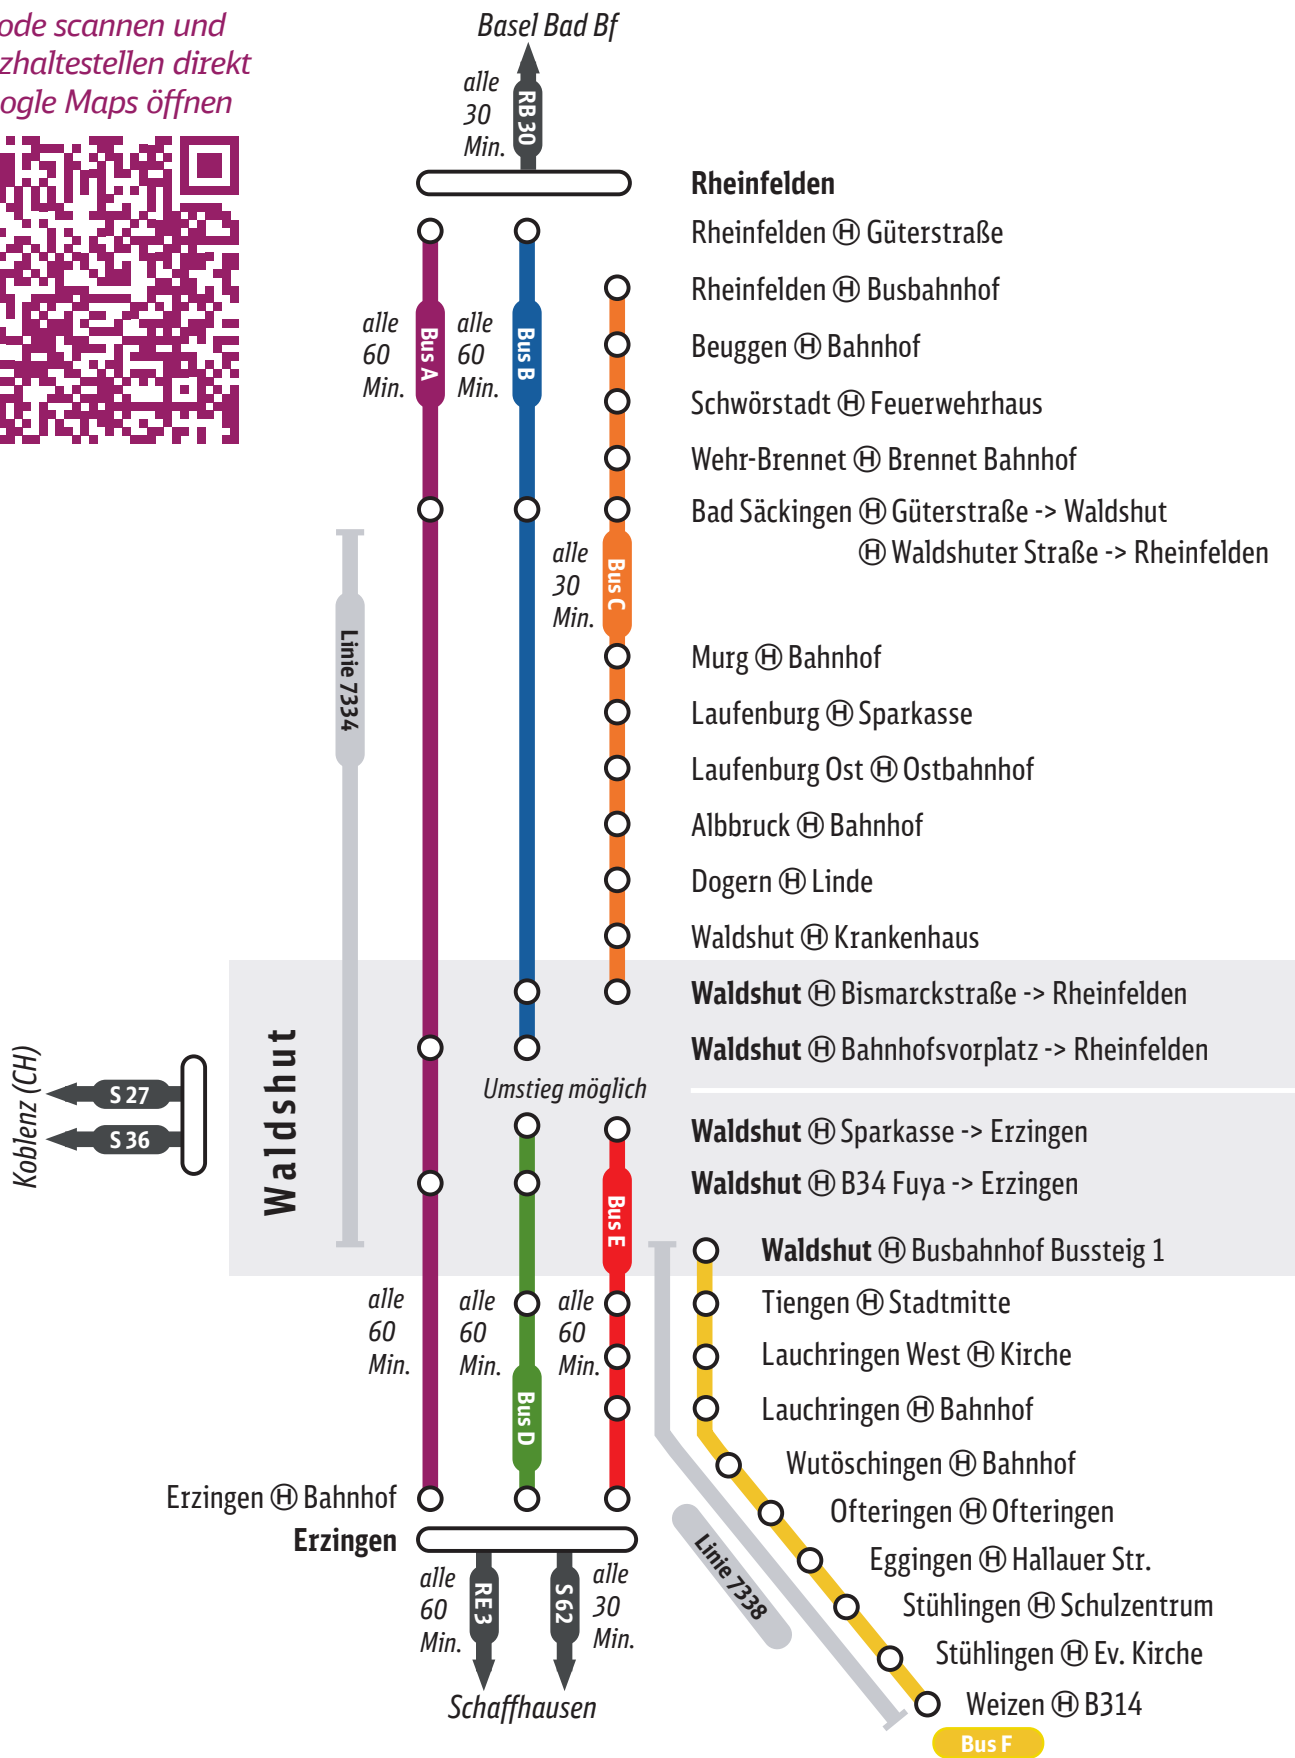 scannen und
direkt
Maps öffnen
Basel Bad Bf
alle
30
Min.
RB 30
Rheinfelden
Rheinfelden Ⓗ Güterstraße
Rheinfelden Ⓗ Busbahnhof
alle
60
Min.
Bus A
alle
60
Min.
Bus B
Beuggen Ⓗ Bahnhof
Schwörstadt Ⓗ Feuerwehrhaus
Wehr-Brennet Ⓗ Brennet Bahnhof
Bad Säckingen Ⓗ Güterstraße -> Waldshut
Ⓗ Waldshuter Straße -> Rheinfelden
alle
30
Min.
Bus C
Linie 7334
Murg Ⓗ Bahnhof
Laufenburg Ⓗ Sparkasse
Laufenburg Ost Ⓗ Ostbahnhof
Albbruck Ⓗ Bahnhof
Dogern Ⓗ Linde
Waldshut Ⓗ Krankenhaus
Waldshut Ⓗ Bismarckstraße -> Rheinfelden
Waldshut Ⓗ Bahnhofsvorplatz -> Rheinfelden
Koblenz (CH)
S 27
S 36
Waldshut
Umstieg möglich
Waldshut Ⓗ Sparkasse -> Erzingen
Waldshut Ⓗ B34 Fuya -> Erzingen
Bus E
Waldshut Ⓗ Busbahnhof Bussteig 1
alle
60
Min.
alle
60
Min.
alle
60
Min.
Bus D
Tiengen Ⓗ Stadtmitte
Lauchringen West Ⓗ Kirche
Lauchringen Ⓗ Bahnhof
Wutöschingen Ⓗ Bahnhof
Erzingen Ⓗ Bahnhof
Ofteringen Ⓗ Ofteringen
Erzingen
Linie 7338
Eggingen Ⓗ Hallauer Str.
alle
60
Min.
RE3
S 62
alle
30
Min.
Stühlingen Ⓗ Schulzentrum
Stühlingen Ⓗ Ev. Kirche
Schaffhausen
Weizen Ⓗ B314
Bus F